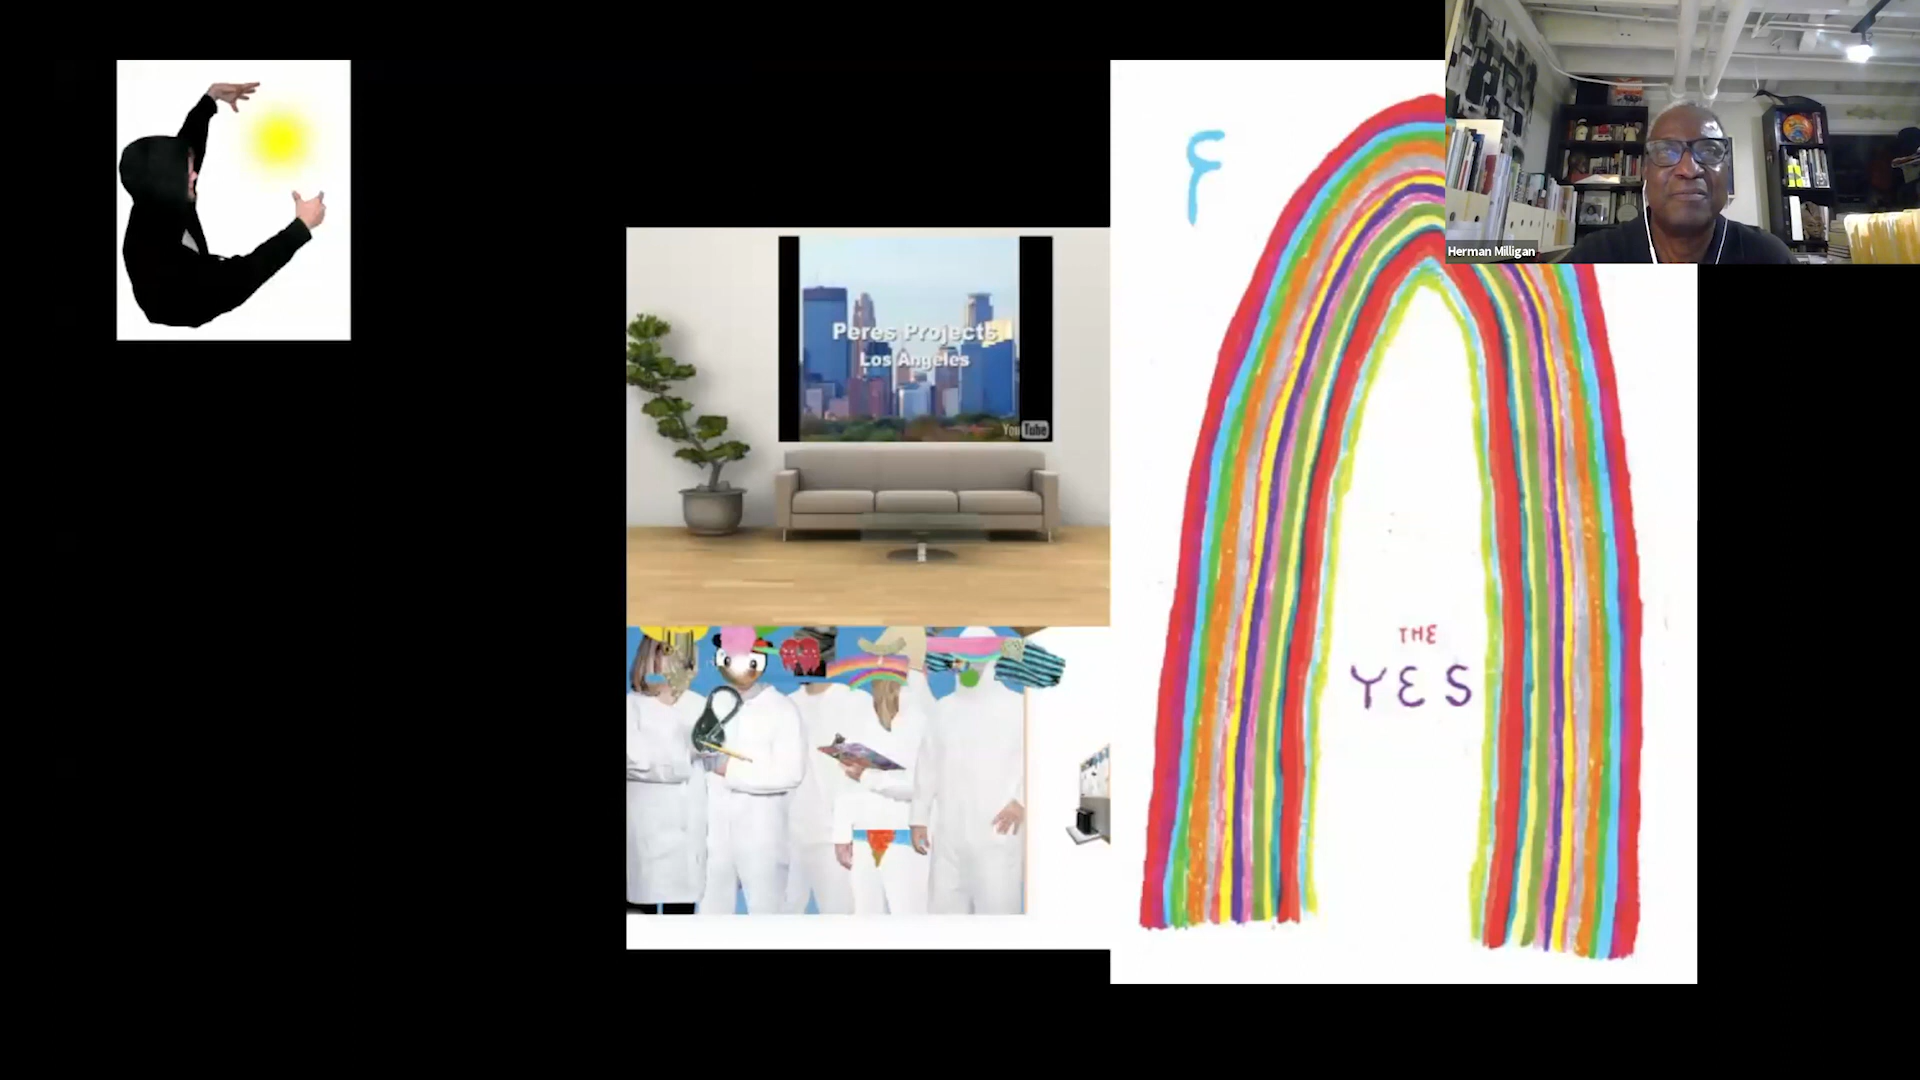 F
Herman Milligan
Peres Projects
Los Angeles
YouTube
THE
YES